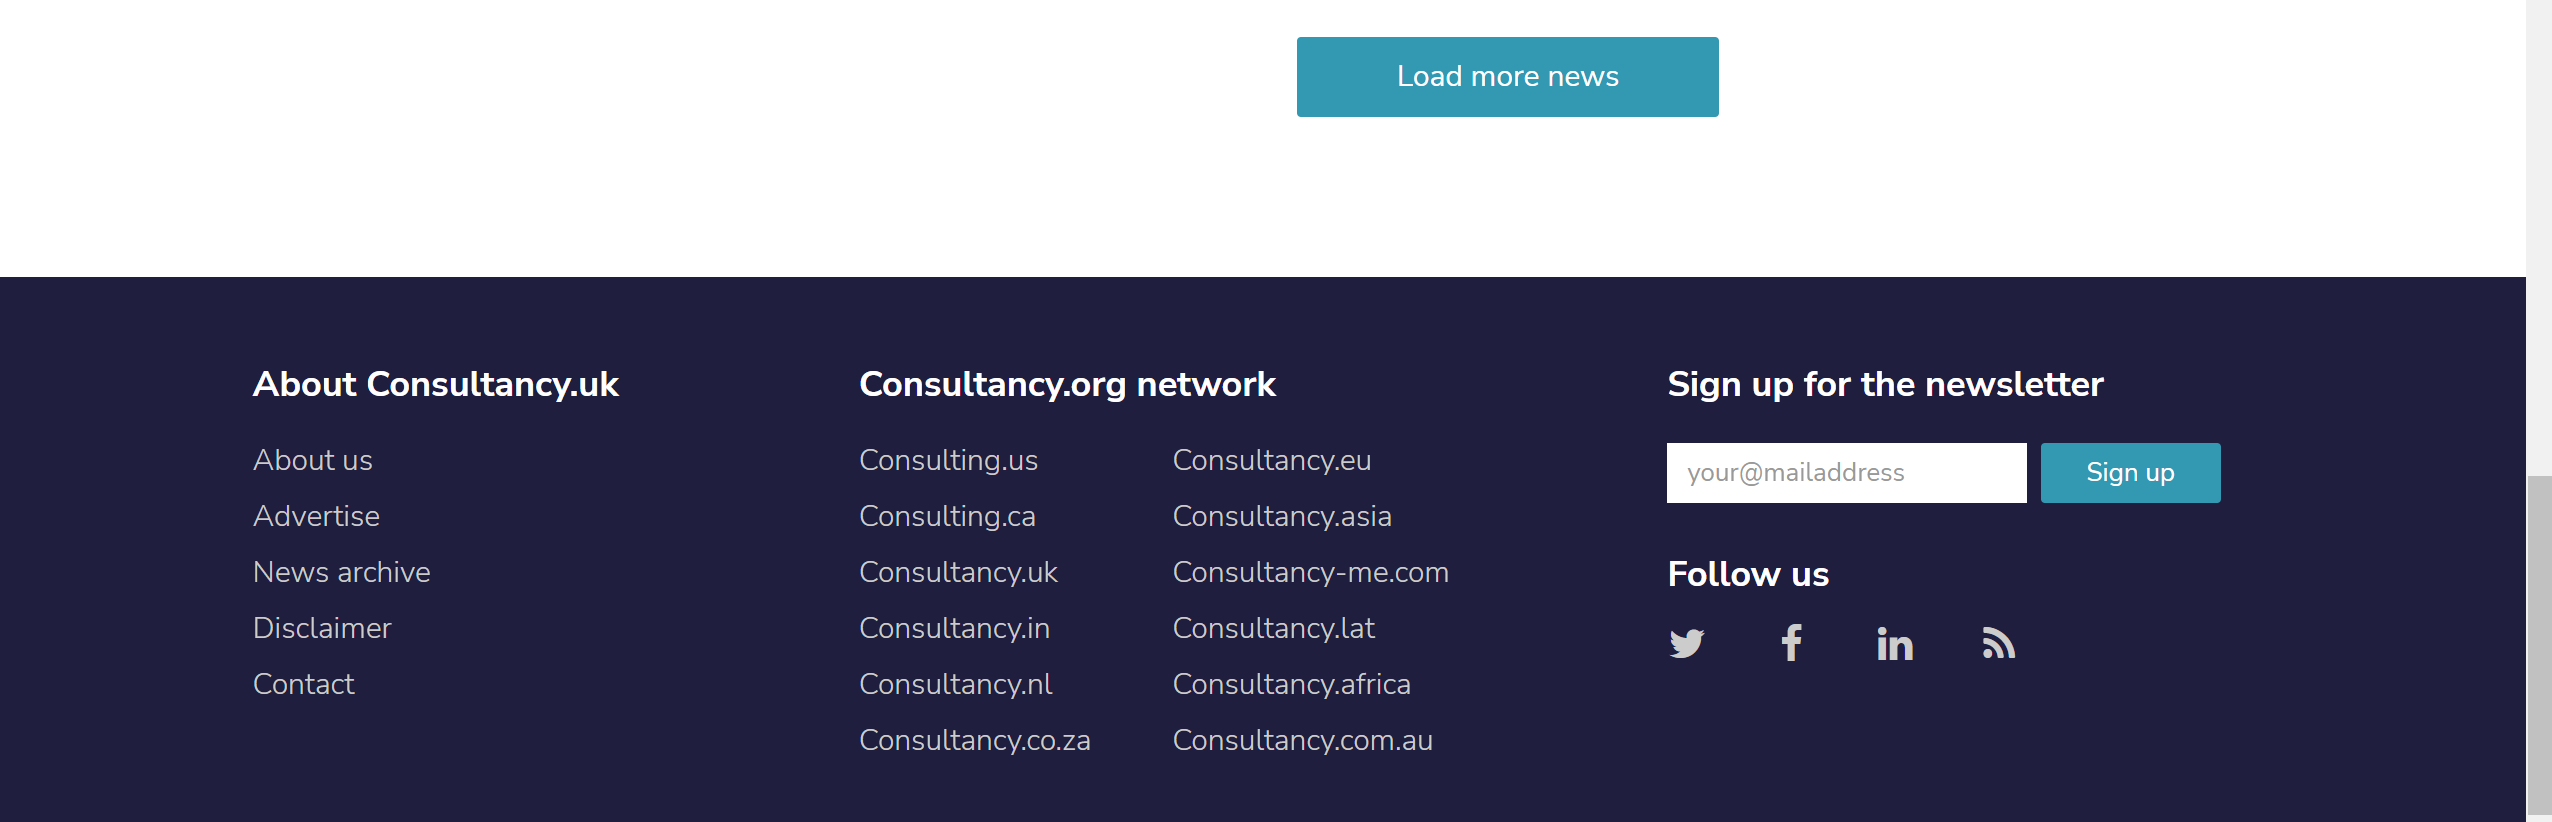 Load more news
About Consultancy.uk
About us
Advertise
News archive
Disclaimer
Contact
Consultancy.org network
Consulting.us
Consulting.ca
Consultancy.uk
Consultancy.in
Consultancy.nl
Consultancy.co.za
Consultancy.eu
Consultancy.asia
Consultancy-me.com
Consultancy.lat
Consultancy.africa
Consultancy.com.au
Sign up for the newsletter
your@mailaddress
Sign up
Follow us